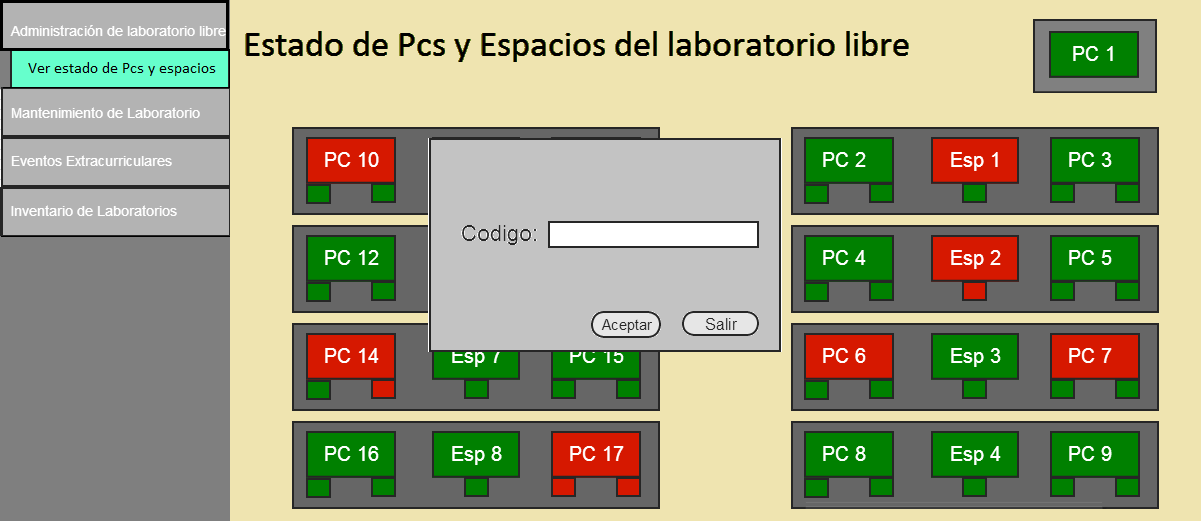 Administración de laboratorio libre
Ver estado de Pcs y espacios
Mantenimiento de Laboratorio
Eventos Extracurriculares
Inventario de Laboratorios
Estado de Pcs y Espacios del laboratorio libre
PC 1
PC 10
PC 2 Esp 1 PC 3
PC 12
PC 4 Esp 2 PC 5
Codigo:
Aceptar Salir
PC 14 Esp 7 PC 15
PC 6 Esp 3 PC 7
PC 16 Esp 8 PC 17
PC 8 Esp 4 PC 9